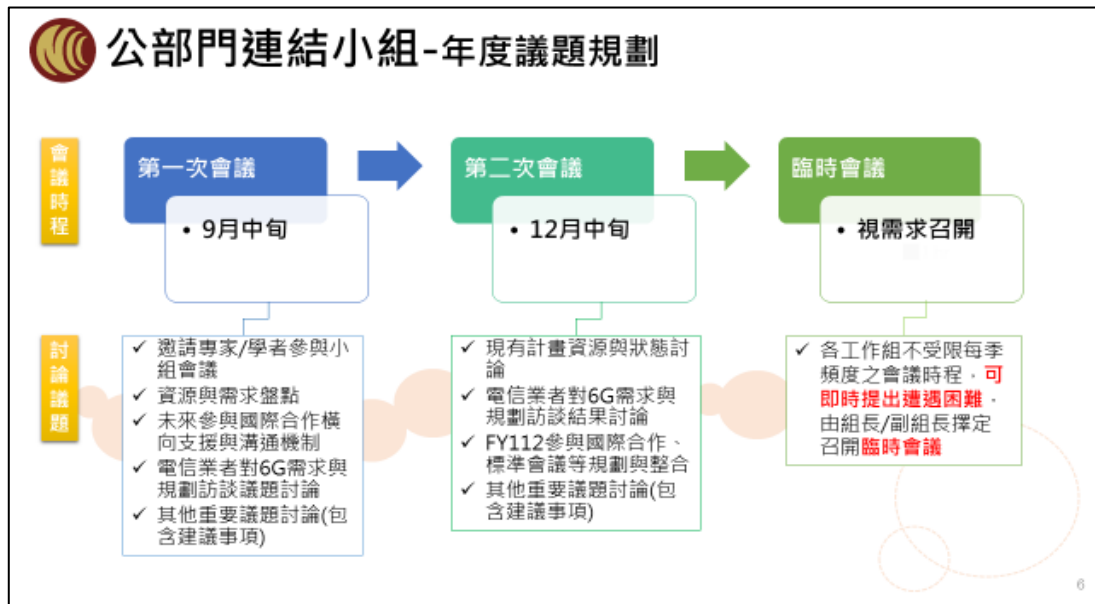 公部門連結小組-年度議題規劃
會議時程
第一次會議
• 9月中旬
第二次會議
• 12月中旬
臨時會議
• 視需求召開
討論議題
✓ 邀請專家/學者參與小
組會議
✓ 資源與需求盤點
✓ 未來參與國際合作橫
向支援與溝通機制
✓ 電信業者對6G需求與
規劃訪談議題討論
✓ 其他重要議題討論(包
含建議事項)
✓ 現有計畫資源與狀態討
論
✓ 電信業者對6G需求與
規劃訪談結果討論
✓ FY112參與國際合作、
標準會議等規劃與整合
✓ 其他重要議題討論(包
含建議事項)
✓ 各工作組不受限每季
頻度之會議時程，可
即時提出遭遇困難，
由組長/副組長擇定
召開臨時會議
6